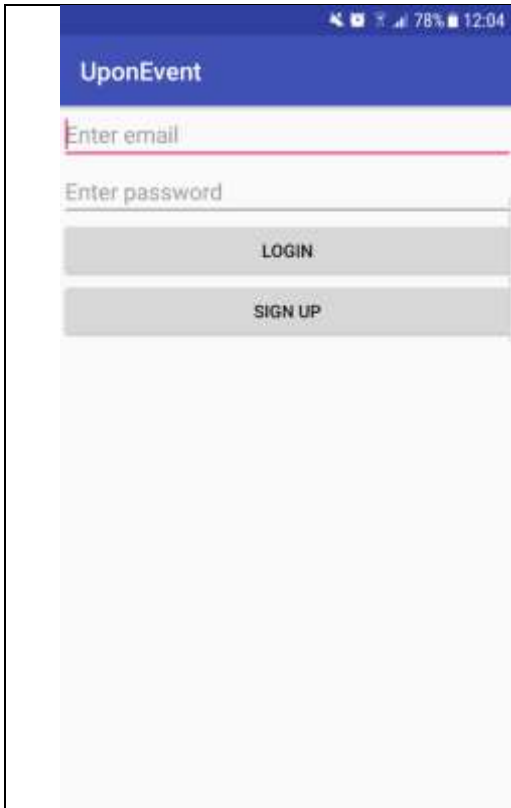 78% 12:04
UponEvent
Enter email
Enter password
LOGIN
SIGN UP